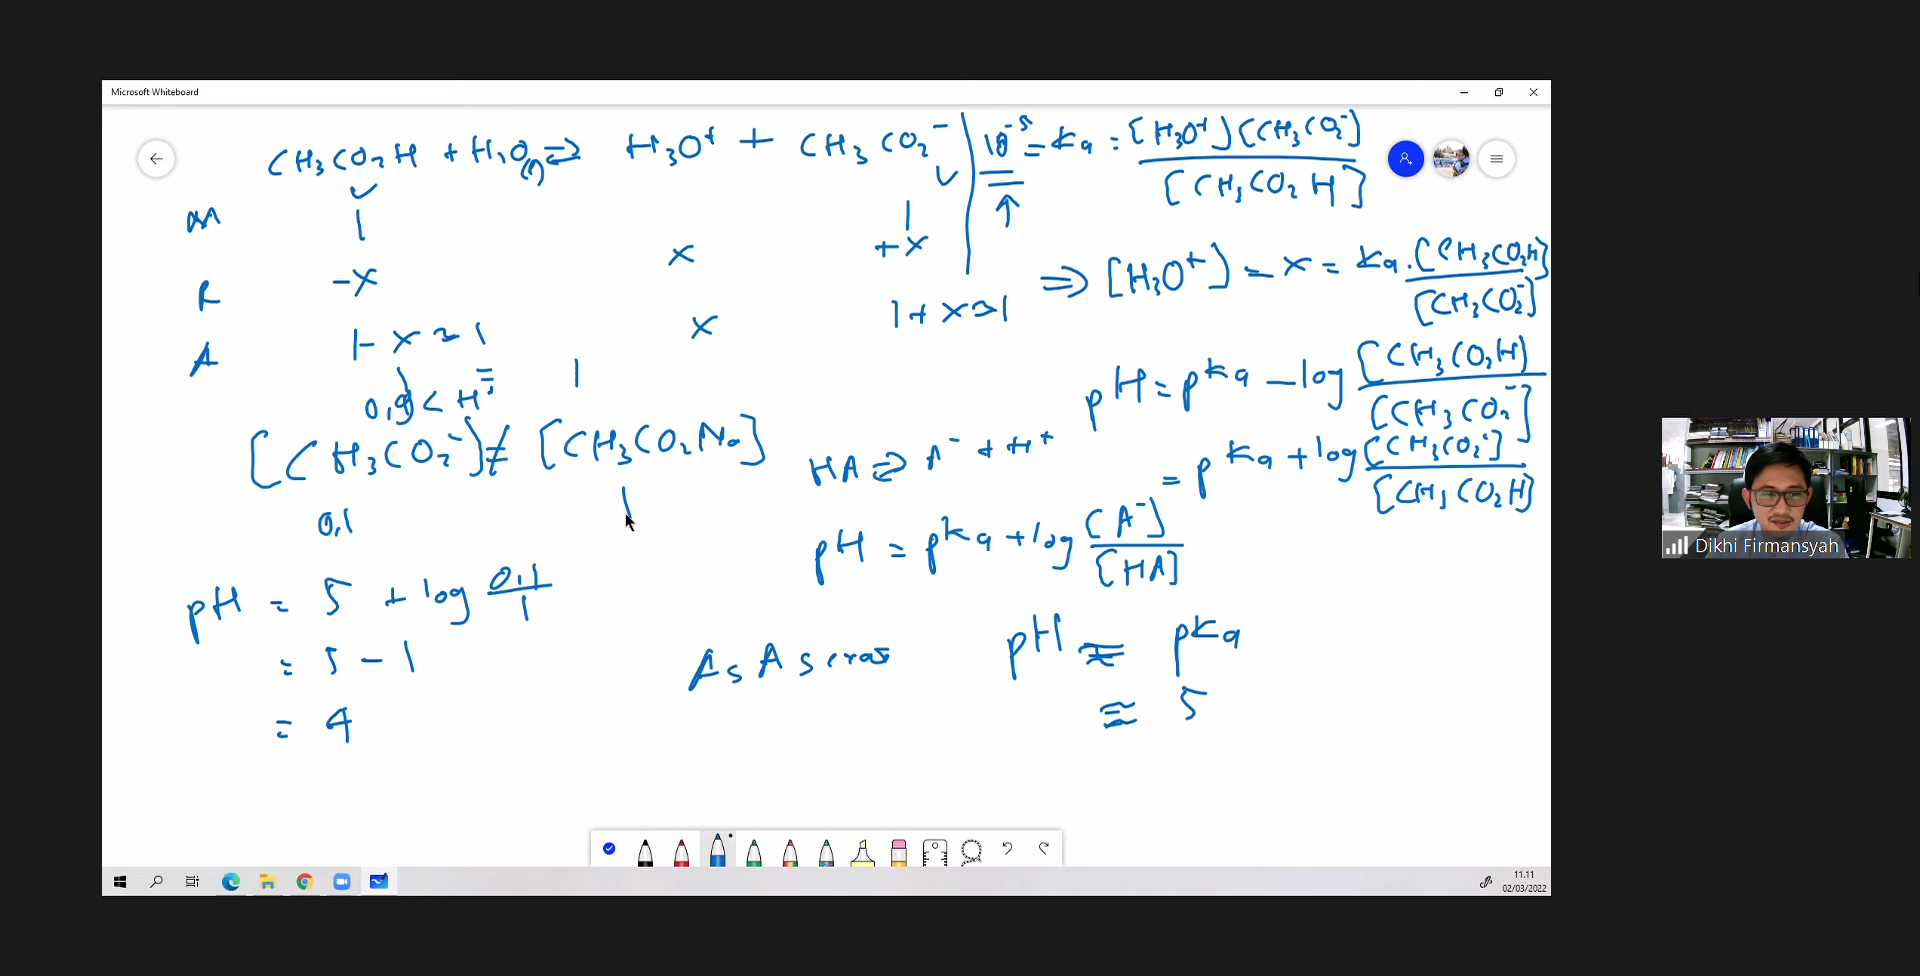 Microsoft Whiteboard
CH₃CO₂H + H₂O(l) ⇌ H₃O⁺ + CH₃CO₂⁻
10⁻⁵ = Ka = [H₃O⁺][CH₃CO₂⁻] / [CH₃CO₂H]
M 1 1
R -x x +x
A 1-x ≈ 1 x 1+x ≈ 1
⇒ [H₃O⁺] = x = Ka . [CH₃CO₂H] / [CH₃CO₂⁻]
pH = pKa - log [CH₃CO₂H] / [CH₃CO₂⁻]
= pKa + log [CH₃CO₂⁻] / [CH₃CO₂H]
1
[CH₃CO₂⁻] ≠ [CH₃CO₂Na]
0,1 1
HA ⇌ A⁻ + H⁺
pH = pKa + log [A⁻] / [HA]
pH = 5 + log 0,1 / 1
= 5 - 1
= 4
pH ≈ pKa
≈ 5
Dikhi Firmansyah
11.11
02/03/2022